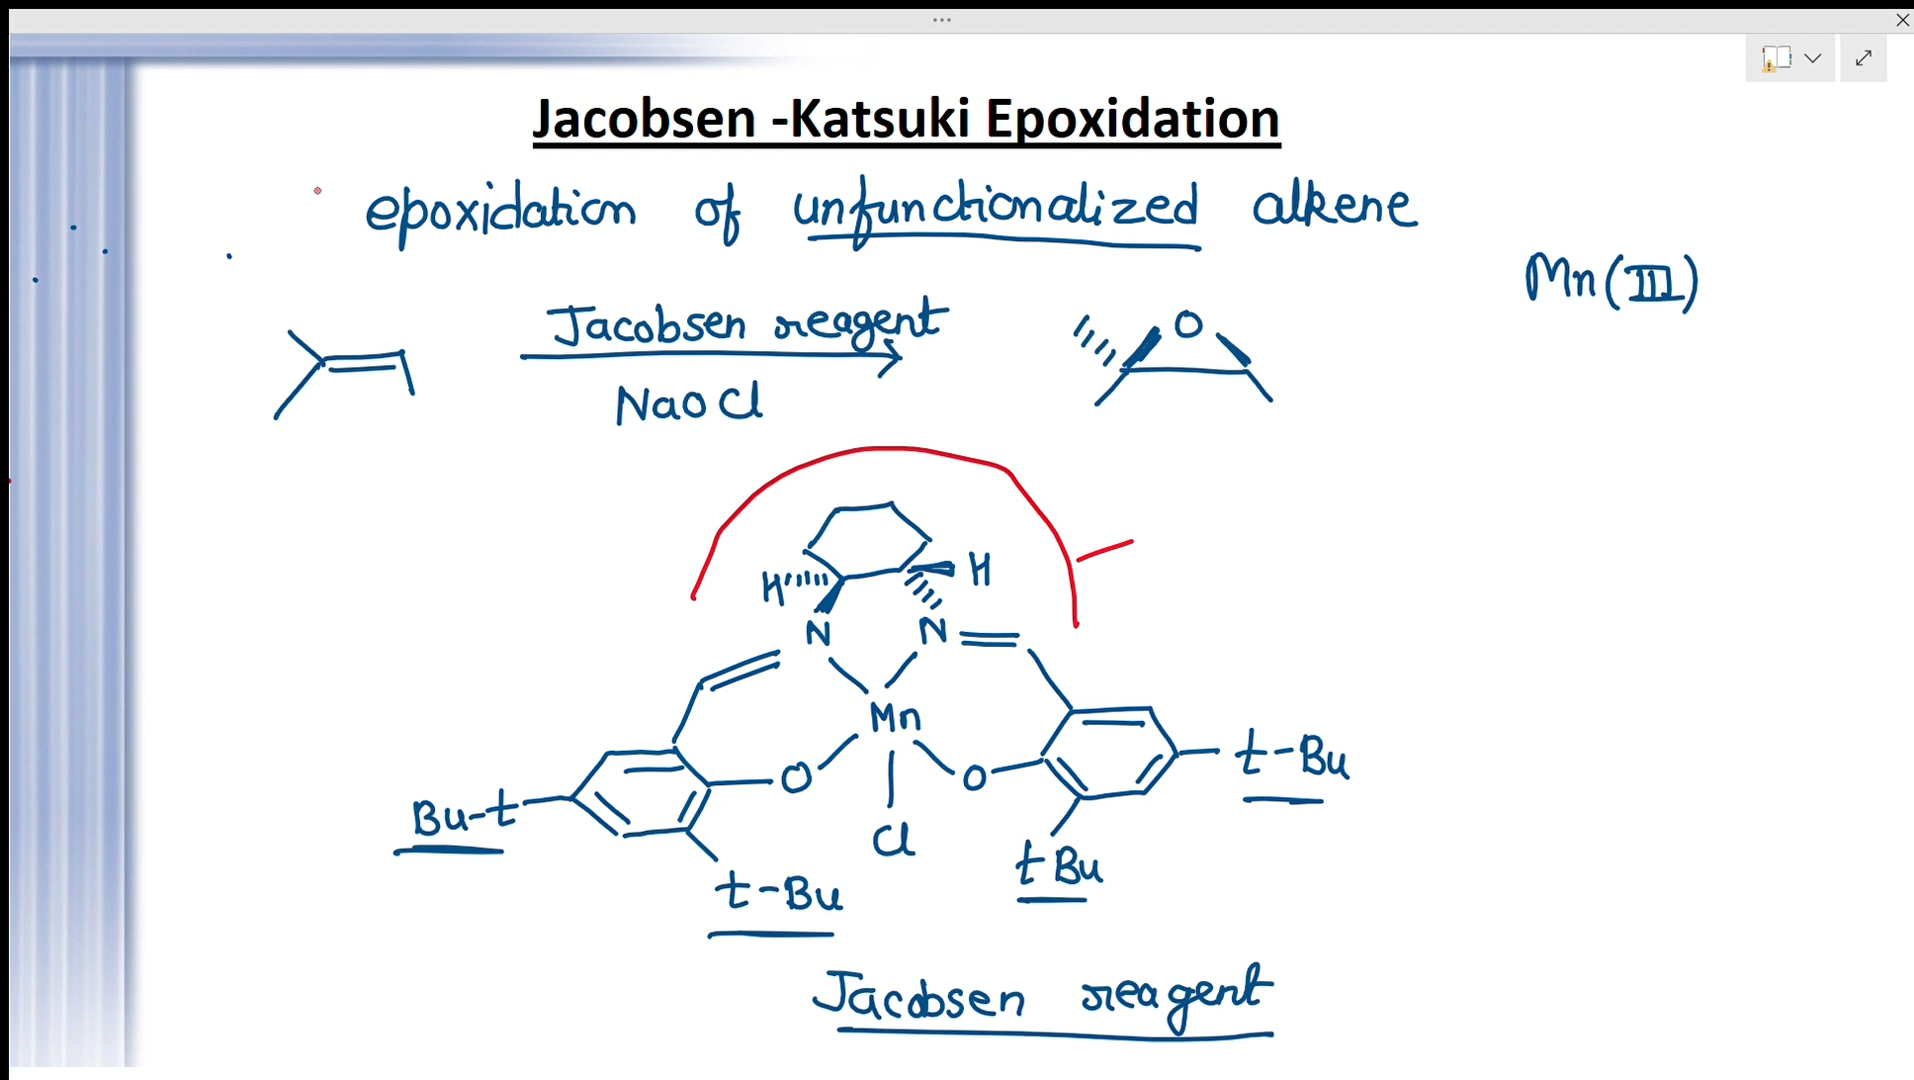 Jacobsen -Katsuki Epoxidation
epoxidation of unfunctionalized alkene
Mn(III)
Jacobsen reagent
O
NaOCl
H
H
N
N
Mn
t-Bu
O
O
Bu-t
Cl
t Bu
t-Bu
Jacobsen reagent